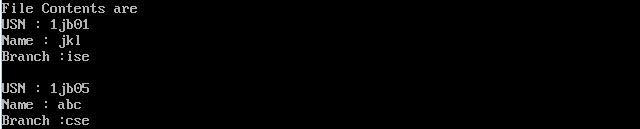 File Contents are
USN : 1jb01
Name : jkl
Branch :ise
USN : 1jb05
Name : abc
Branch :cse